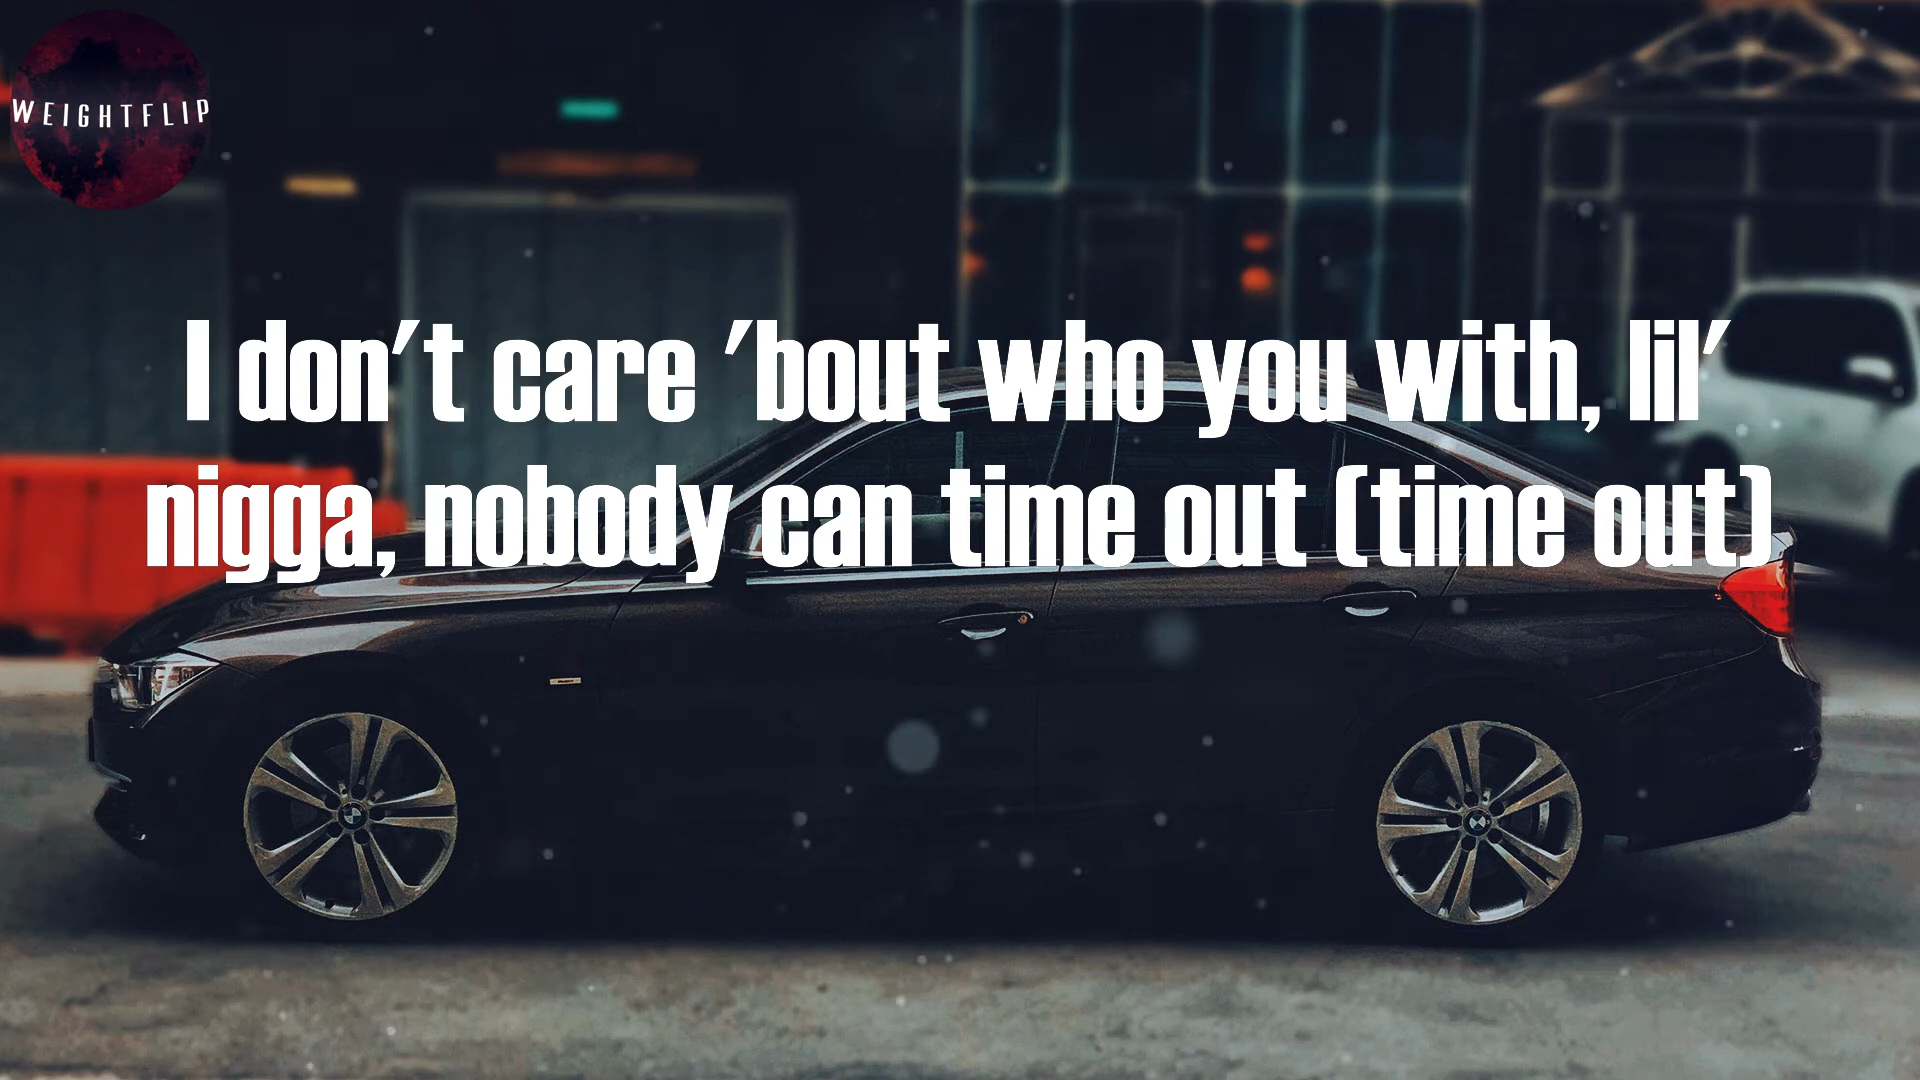 WEIGHTFLIP
I don't care 'bout who you with, lil'
nigga, nobody can time out (time out)